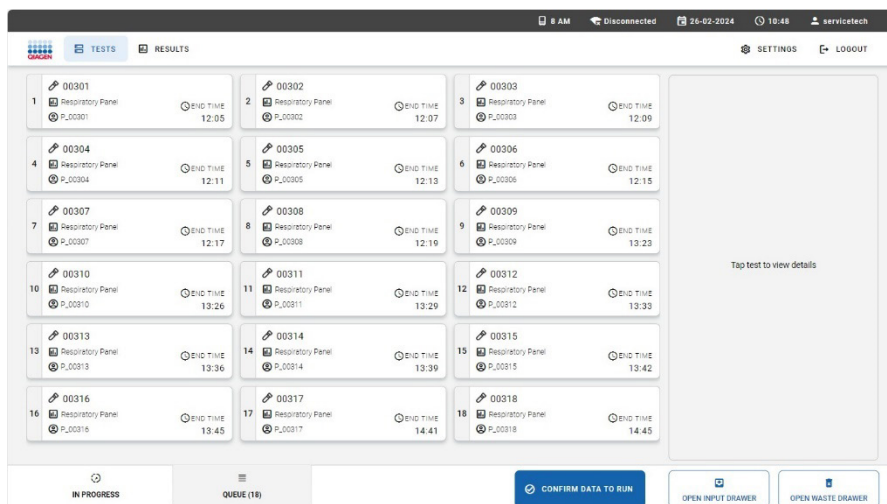 8 AM Disconnected 26-02-2024 10:48 servicetech
QIAGEN TESTS RESULTS SETTINGS LOGOUT
1 00301
Respiratory Panel END TIME
P_00301 12:05
2 00302
Respiratory Panel END TIME
P_00302 12:07
3 00303
Respiratory Panel END TIME
P_00303 12:09
4 00304
Respiratory Panel END TIME
P_00304 12:11
5 00305
Respiratory Panel END TIME
P_00305 12:13
6 00306
Respiratory Panel END TIME
P_00306 12:15
7 00307
Respiratory Panel END TIME
P_00307 12:17
8 00308
Respiratory Panel END TIME
P_00308 12:19
9 00309
Respiratory Panel END TIME
P_00309 13:23
10 00310
Respiratory Panel END TIME
P_00310 13:26
11 00311
Respiratory Panel END TIME
P_00311 13:29
12 00312
Respiratory Panel END TIME
P_00312 13:33
13 00313
Respiratory Panel END TIME
P_00313 13:36
14 00314
Respiratory Panel END TIME
P_00314 13:39
15 00315
Respiratory Panel END TIME
P_00315 13:42
16 00316
Respiratory Panel END TIME
P_00316 13:45
17 00317
Respiratory Panel END TIME
P_00317 14:41
18 00318
Respiratory Panel END TIME
P_00318 14:45
Tap test to view details
IN PROGRESS QUEUE (18) CONFIRM DATA TO RUN OPEN INPUT DRAWER OPEN WASTE DRAWER